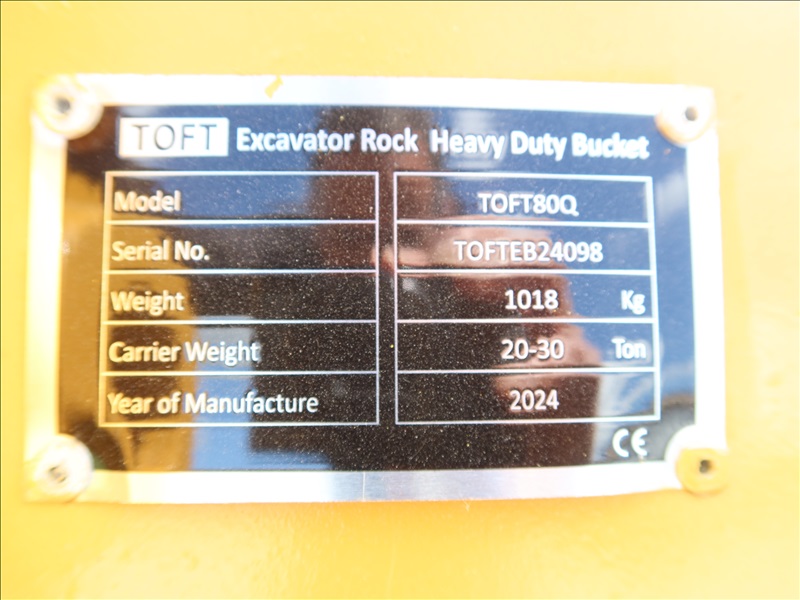 TOFT Excavator Rock Heavy Duty Bucket
Model TOFT80Q
Serial No. TOFTEB24098
Weight 1018 Kg
Carrier Weight 20-30 Ton
Year of Manufacture 2024
CE